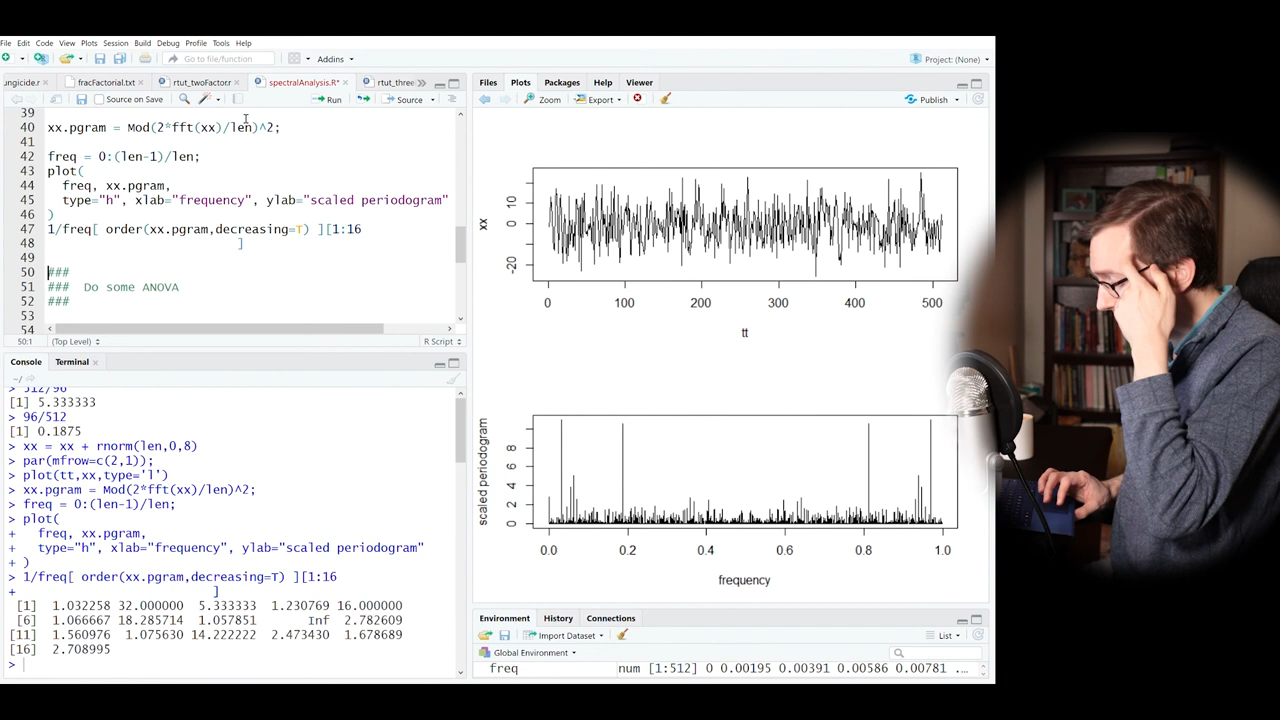 File Edit Code View Plots Session Build Debug Profile Tools Help
Go to file/function
Addins
Project: (None)
ungicide.r
fracFactorial.txt
rtut_twoFactor.r
spectralAnalysis.R*
rtut_three
Source on Save
Run
Source
39
40 xx.pgram = Mod(2*fft(xx)/len)^2;
41
42 freq = 0:(len-1)/len;
43 plot(
44 freq, xx.pgram,
45 type="h", xlab="frequency", ylab="scaled periodogram"
46 )
47 1/freq[ order(xx.pgram,decreasing=T) ][1:16
48 ]
49
50 ###
51 ### Do some ANOVA
52 ###
53
54
50:1
(Top Level)
R Script
Console
Terminal
~/
> 512/96
[1] 5.333333
> 96/512
[1] 0.1875
> xx = xx + rnorm(len,0,8)
> par(mfrow=c(2,1));
> plot(tt,xx,type='l')
> xx.pgram = Mod(2*fft(xx)/len)^2;
> freq = 0:(len-1)/len;
> plot(
+ freq, xx.pgram,
+ type="h", xlab="frequency", ylab="scaled periodogram"
+ )
> 1/freq[ order(xx.pgram,decreasing=T) ][1:16
+ ]
[1] 1.032258 32.000000 5.333333 1.230769 16.000000
[6] 1.066667 18.285714 1.057851 Inf 2.782609
[11] 1.560976 1.075630 14.222222 2.473430 1.678689
[16] 2.708995
>
Files Plots Packages Help Viewer
Zoom
Export
Publish
xx
10
0
-20
0 100 200 300 400 500
tt
scaled periodogram
8
6
4
2
0
0.0 0.2 0.4 0.6 0.8 1.0
frequency
Environment History Connections
Import Dataset
List
Global Environment
freq num [1:512] 0 0.00195 0.00391 0.00586 0.00781 ...